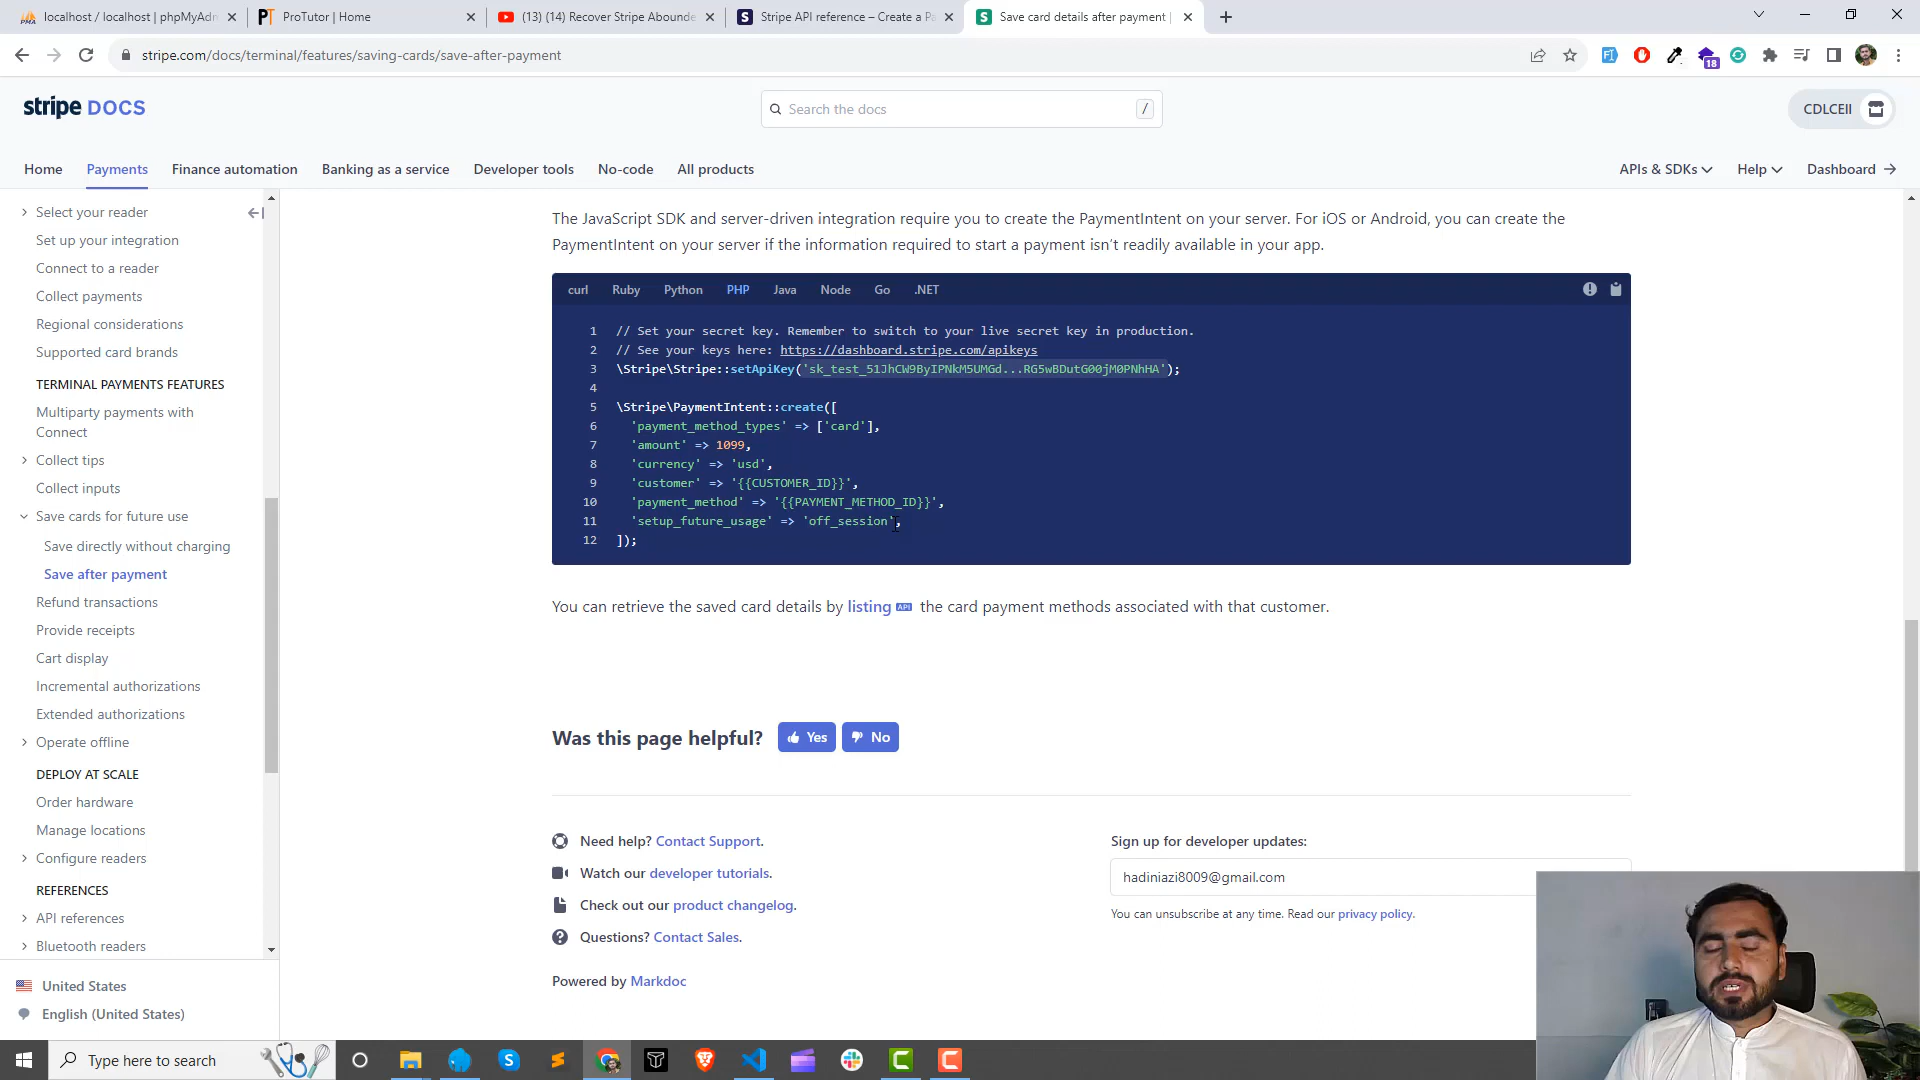 localhost / localhost | phpMyAdm
ProTutor | Home
(13) (14) Recover Stripe Abounde
Stripe API reference – Create a Pa
Save card details after payment |
stripe.com/docs/terminal/features/saving-cards/save-after-payment
18
stripe DOCS
Search the docs
/
CDLCEII
Home
Payments
Finance automation
Banking as a service
Developer tools
No-code
All products
APIs & SDKs
Help
Dashboard
Select your reader
Set up your integration
Connect to a reader
Collect payments
Regional considerations
Supported card brands
TERMINAL PAYMENTS FEATURES
Multiparty payments with
Connect
Collect tips
Collect inputs
Save cards for future use
Save directly without charging
Save after payment
Refund transactions
Provide receipts
Cart display
Incremental authorizations
Extended authorizations
Operate offline
DEPLOY AT SCALE
Order hardware
Manage locations
Configure readers
REFERENCES
API references
Bluetooth readers
United States
English (United States)
The JavaScript SDK and server-driven integration require you to create the PaymentIntent on your server. For iOS or Android, you can create the
PaymentIntent on your server if the information required to start a payment isn't readily available in your app.
curl Ruby Python PHP Java Node Go .NET
1 // Set your secret key. Remember to switch to your live secret key in production.
2 // See your keys here: https://dashboard.stripe.com/apikeys
3 \Stripe\Stripe::setApiKey('sk_test_51JhCW9ByIPNkM5UMGd...RG5wBDutG00jM0PNhHA');
4
5 \Stripe\PaymentIntent::create([
6 'payment_method_types' => ['card'],
7 'amount' => 1099,
8 'currency' => 'usd',
9 'customer' => '{{CUSTOMER_ID}}',
10 'payment_method' => '{{PAYMENT_METHOD_ID}}',
11 'setup_future_usage' => 'off_session',
12 ]);
You can retrieve the saved card details by listing API the card payment methods associated with that customer.
Was this page helpful?
Yes
No
Need help? Contact Support.
Watch our developer tutorials.
Check out our product changelog.
Questions? Contact Sales.
Powered by Markdoc
Sign up for developer updates:
hadiniazi8009@gmail.com
You can unsubscribe at any time. Read our privacy policy.
Type here to search